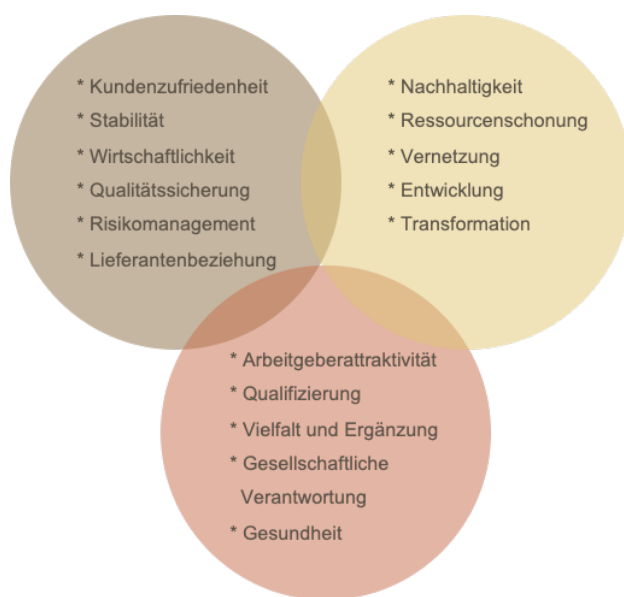 * Kundenzufriedenheit
* Stabilität
* Wirtschaftlichkeit
* Qualitätssicherung
* Risikomanagement
* Lieferantenbeziehung
* Nachhaltigkeit
* Ressourcenschonung
* Vernetzung
* Entwicklung
* Transformation
* Arbeitgeberattraktivität
* Qualifizierung
* Vielfalt und Ergänzung
* Gesellschaftliche
Verantwortung
* Gesundheit